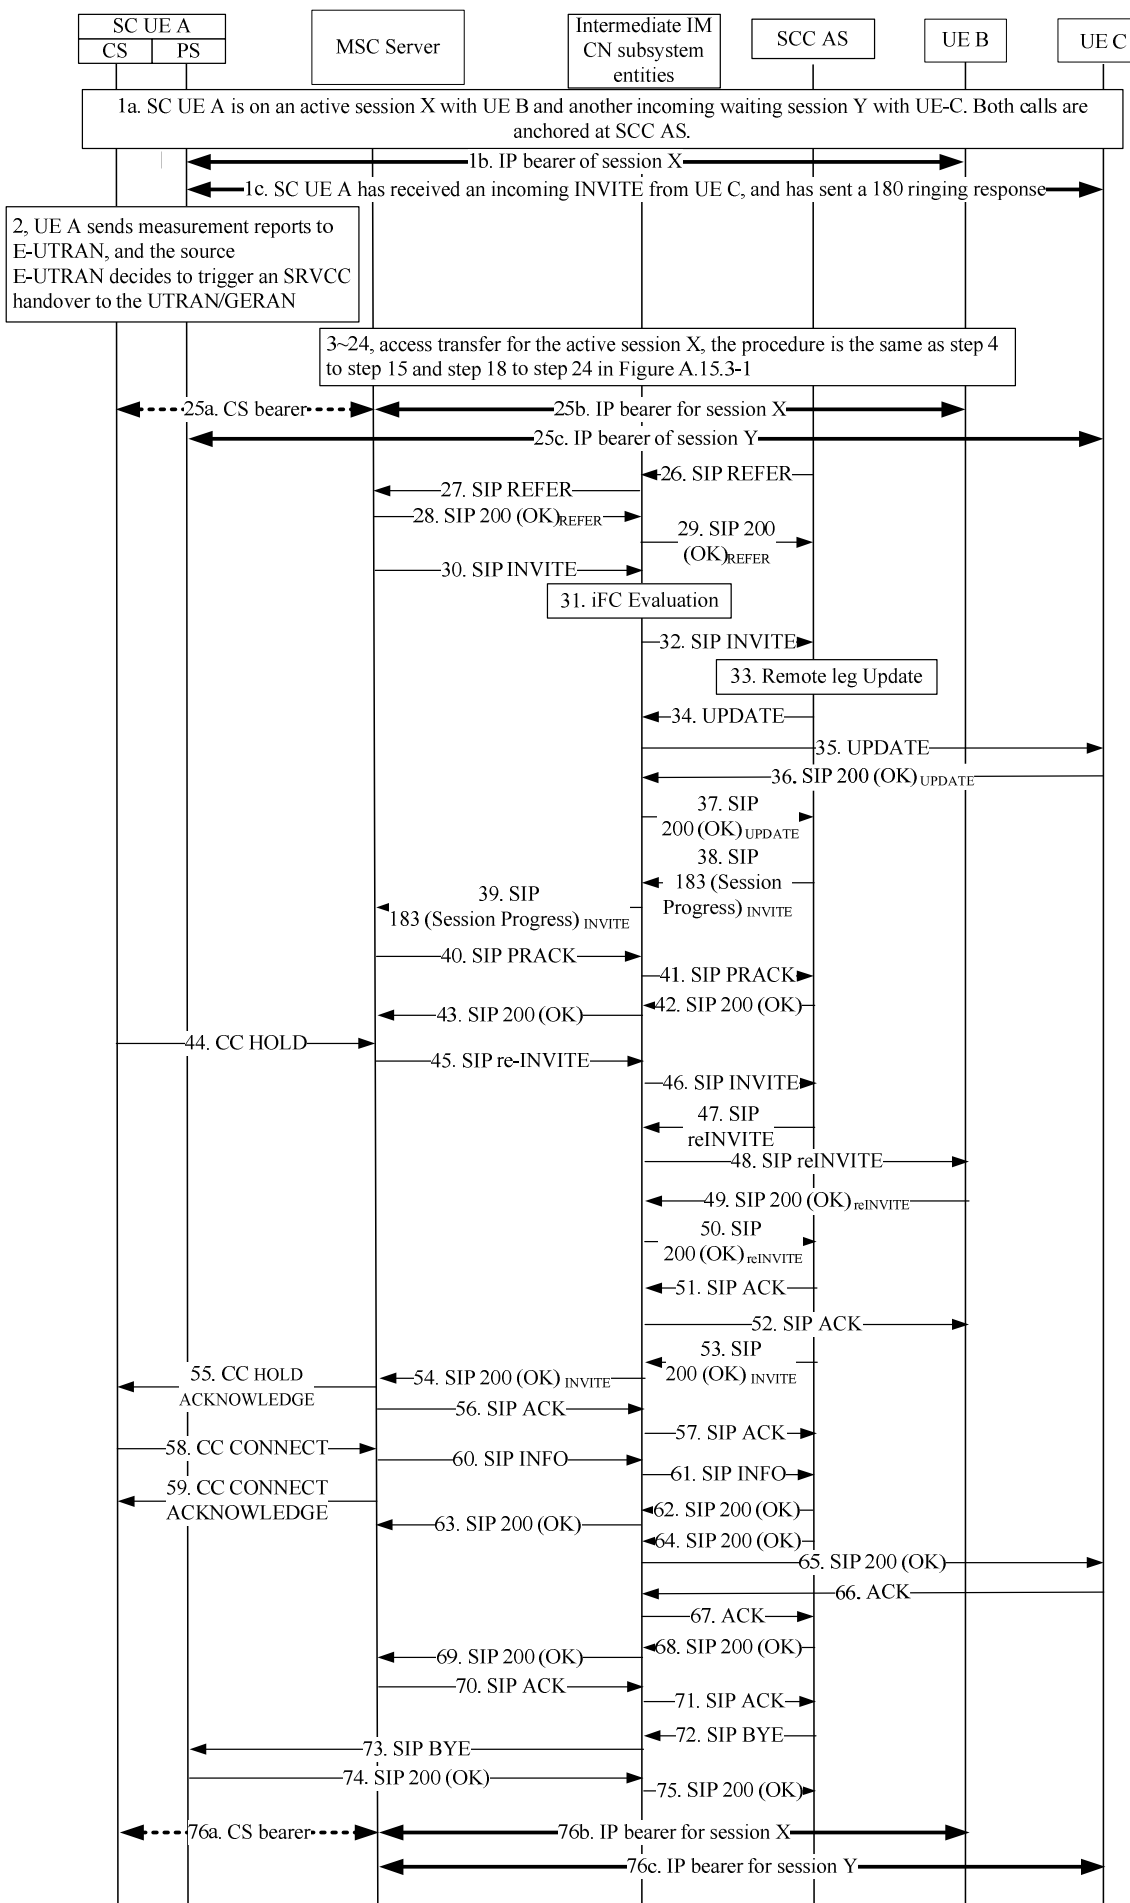 SC UE A
CS
PS
MSC Server
Intermediate IM
CN subsystem
entities
SCC AS
UE B
UE C
1a. SC UE A is on an active session X with UE B and another incoming waiting session Y with UE-C. Both calls are
anchored at SCC AS.
1b. IP bearer of session X
1c. SC UE A has received an incoming INVITE from UE C, and has sent a 180 ringing response
2, UE A sends measurement reports to
E-UTRAN, and the source
E-UTRAN decides to trigger an SRVCC
handover to the UTRAN/GERAN
3~24, access transfer for the active session X, the procedure is the same as step 4
to step 15 and step 18 to step 24 in Figure A.15.3-1
25a. CS bearer
25b. IP bearer for session X
25c. IP bearer of session Y
26. SIP REFER
27. SIP REFER
28. SIP 200 (OK)REFER
29. SIP 200
(OK)REFER
30. SIP INVITE
31. iFC Evaluation
32. SIP INVITE
33. Remote leg Update
34. UPDATE
35. UPDATE
36. SIP 200 (OK) UPDATE
37. SIP
200 (OK) UPDATE
38. SIP
183 (Session
Progress) INVITE
39. SIP
183 (Session Progress) INVITE
40. SIP PRACK
41. SIP PRACK
42. SIP 200 (OK)
43. SIP 200 (OK)
44. CC HOLD
45. SIP re-INVITE
46. SIP INVITE
47. SIP
reINVITE
48. SIP reINVITE
49. SIP 200 (OK) reINVITE
50. SIP
200 (OK) reINVITE
51. SIP ACK
52. SIP ACK
53. SIP
200 (OK) INVITE
54. SIP 200 (OK) INVITE
55. CC HOLD
ACKNOWLEDGE
56. SIP ACK
57. SIP ACK
58. CC CONNECT
60. SIP INFO
61. SIP INFO
59. CC CONNECT
ACKNOWLEDGE
62. SIP 200 (OK)
63. SIP 200 (OK)
64. SIP 200 (OK)
65. SIP 200 (OK)
66. ACK
67. ACK
68. SIP 200 (OK)
69. SIP 200 (OK)
70. SIP ACK
71. SIP ACK
72. SIP BYE
73. SIP BYE
74. SIP 200 (OK)
75. SIP 200 (OK)
76a. CS bearer
76b. IP bearer for session X
76c. IP bearer for session Y